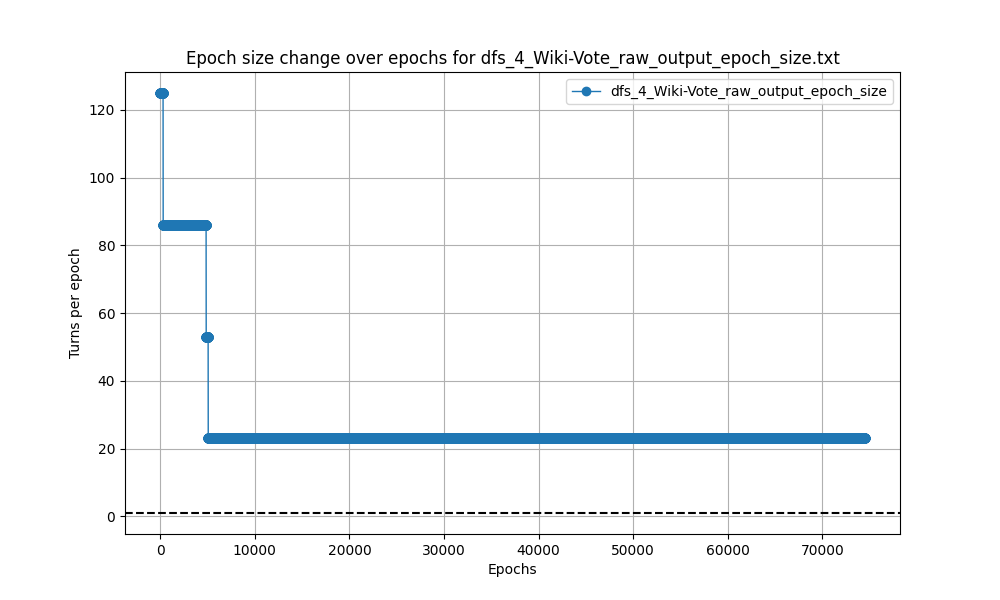 Epoch size change over epochs for dfs_4_Wiki-Vote_raw_output_epoch_size.txt
dfs_4_Wiki-Vote_raw_output_epoch_size
120
100
80
60
40
20
0
Turns per epoch
0 10000 20000 30000 40000 50000 60000 70000
Epochs